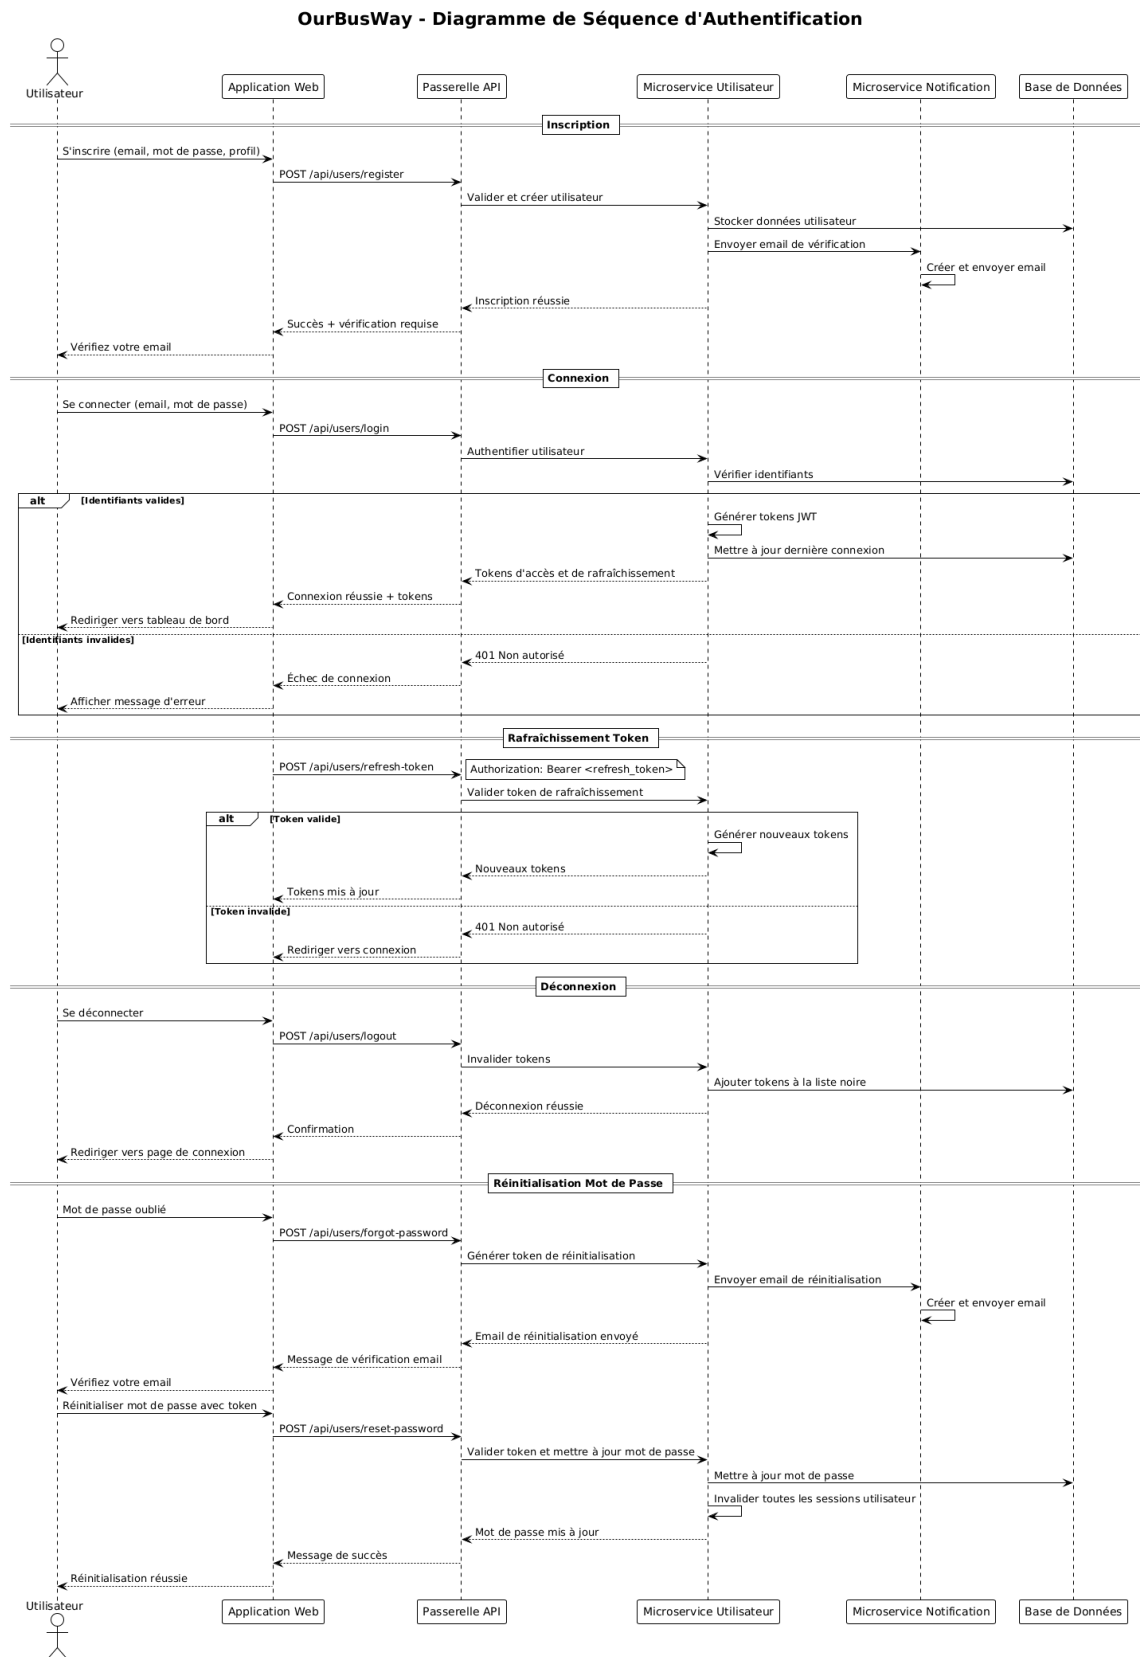 OurBusWay - Diagramme de Séquence d'Authentification
Utilisateur
Application Web
Passerelle API
Microservice Utilisateur
Microservice Notification
Base de Données
Inscription
S'inscrire (email, mot de passe, profil)
POST /api/users/register
Valider et créer utilisateur
Stocker données utilisateur
Envoyer email de vérification
Créer et envoyer email
Inscription réussie
Succès + vérification requise
Vérifiez votre email
Connexion
Se connecter (email, mot de passe)
POST /api/users/login
Authentifier utilisateur
Vérifier identifiants
alt
[Identifiants valides]
Générer tokens JWT
Mettre à jour dernière connexion
Tokens d'accès et de rafraîchissement
Connexion réussie + tokens
Rediriger vers tableau de bord
[Identifiants invalides]
401 Non autorisé
Échec de connexion
Afficher message d'erreur
Rafraîchissement Token
POST /api/users/refresh-token
Authorization: Bearer <refresh_token>
Valider token de rafraîchissement
alt
[Token valide]
Générer nouveaux tokens
Nouveaux tokens
Tokens mis à jour
[Token invalide]
401 Non autorisé
Rediriger vers connexion
Déconnexion
Se déconnecter
POST /api/users/logout
Invalider tokens
Ajouter tokens à la liste noire
Déconnexion réussie
Confirmation
Rediriger vers page de connexion
Réinitialisation Mot de Passe
Mot de passe oublié
POST /api/users/forgot-password
Générer token de réinitialisation
Envoyer email de réinitialisation
Créer et envoyer email
Email de réinitialisation envoyé
Message de vérification email
Vérifiez votre email
Réinitialiser mot de passe avec token
POST /api/users/reset-password
Valider token et mettre à jour mot de passe
Mettre à jour mot de passe
Invalider toutes les sessions utilisateur
Mot de passe mis à jour
Message de succès
Réinitialisation réussie
Utilisateur
Application Web
Passerelle API
Microservice Utilisateur
Microservice Notification
Base de Données